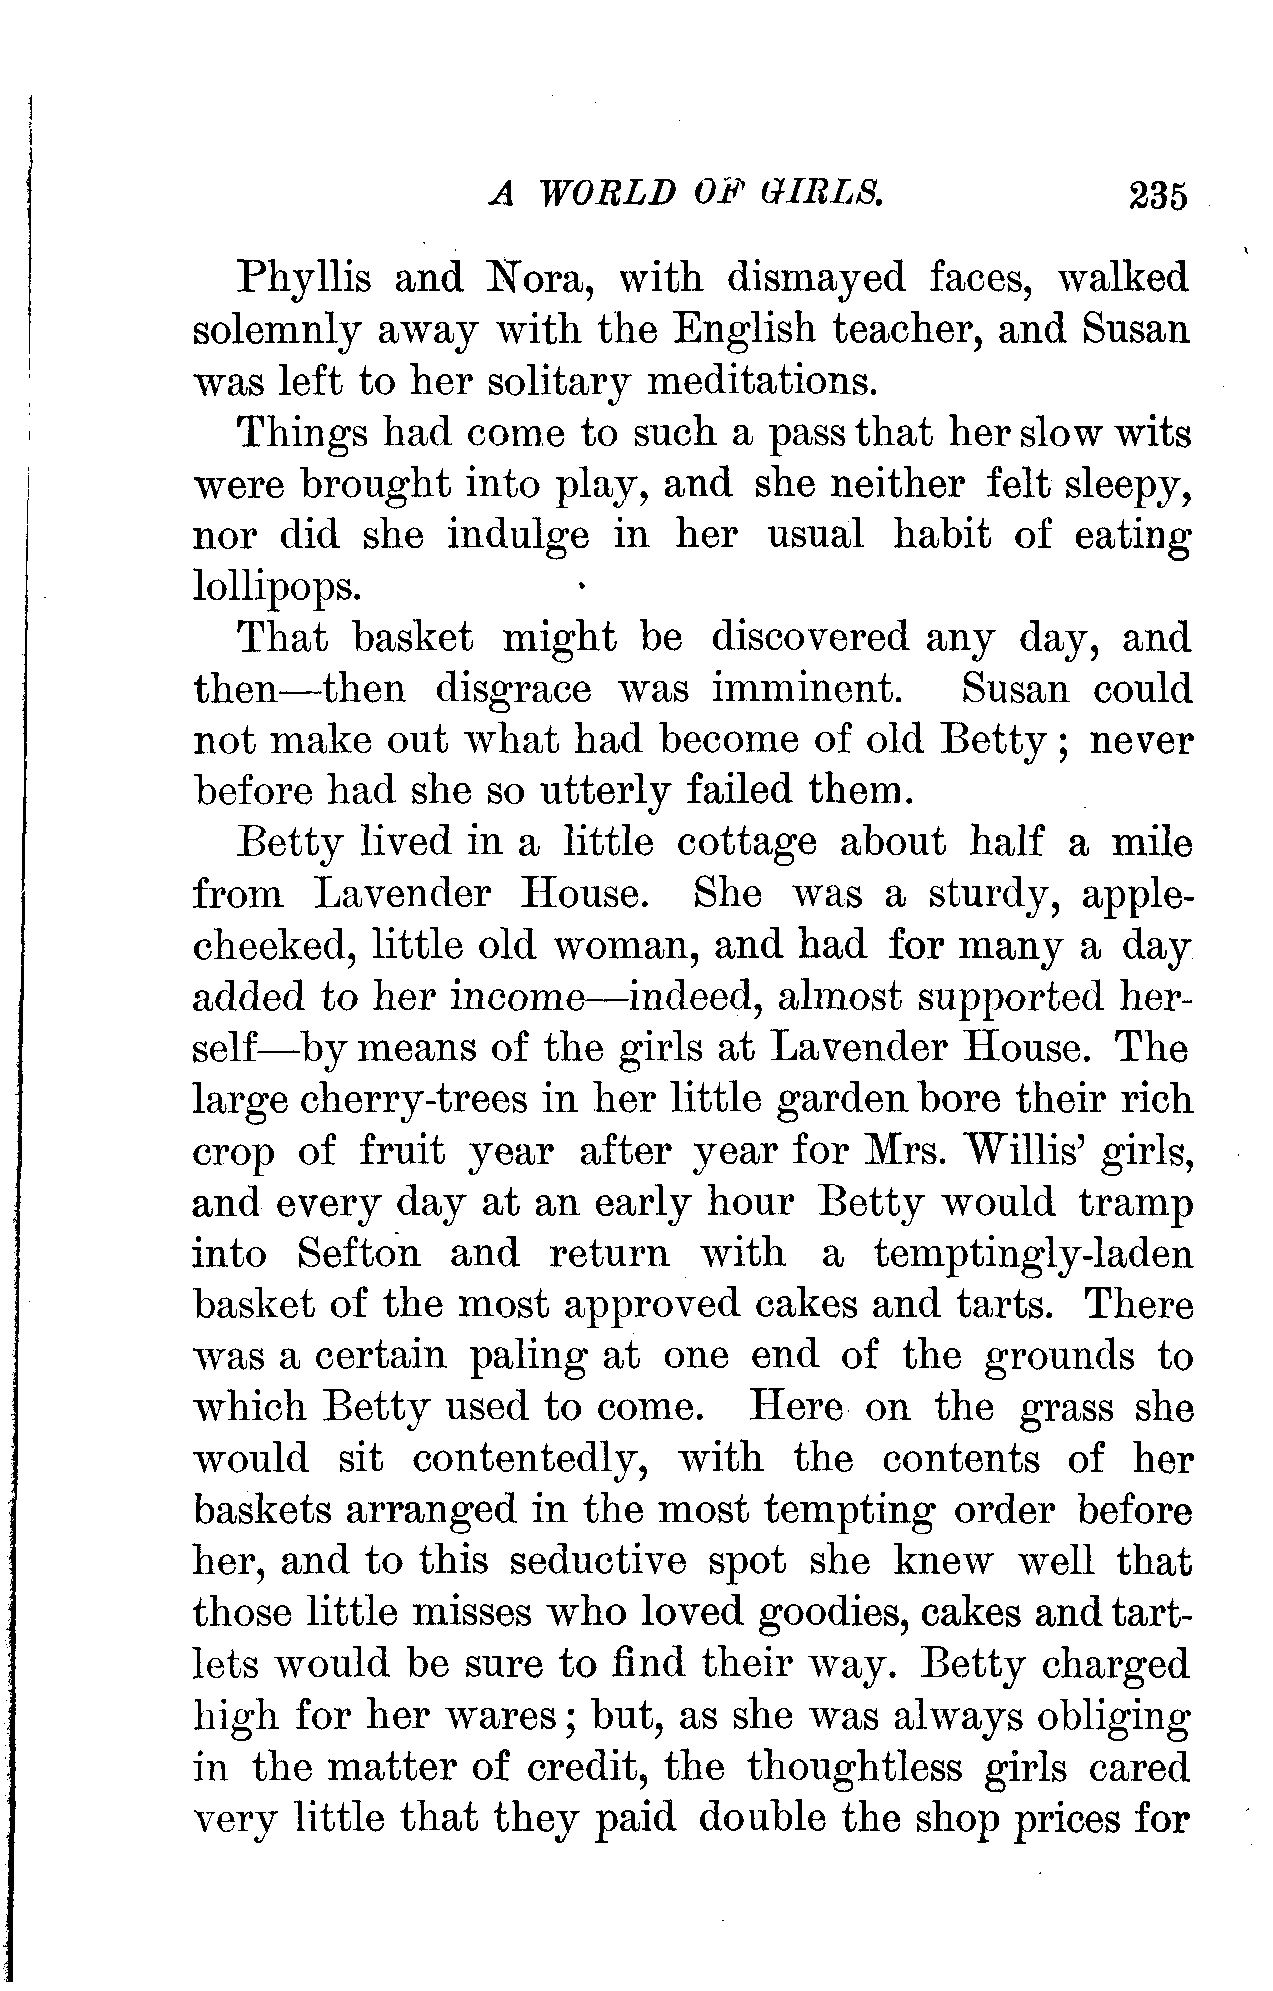 A WORLD OF GIRLS. 235
Phyllis and Nora, with dismayed faces, walked
solemnly away with the English teacher, and Susan
was left to her solitary meditations.
Things had come to such a pass that her slow wits
were brought into play, and she neither felt sleepy,
nor did she indulge in her usual habit of eating
lollipops.
That basket might be discovered any day, and
then—then disgrace was imminent. Susan could
not make out what had become of old Betty; never
before had she so utterly failed them.
Betty lived in a little cottage about half a mile
from Lavender House. She was a sturdy, apple-
cheeked, little old woman, and had for many a day
added to her income—indeed, almost supported her-
self—by means of the girls at Lavender House. The
large cherry-trees in her little garden bore their rich
crop of fruit year after year for Mrs. Willis' girls,
and every day at an early hour Betty would tramp
into Sefton and return with a temptingly-laden
basket of the most approved cakes and tarts. There
was a certain paling at one end of the grounds to
which Betty used to come. Here on the grass she
would sit contentedly, with the contents of her
baskets arranged in the most tempting order before
her, and to this seductive spot she knew well that
those little misses who loved goodies, cakes and tart-
lets would be sure to find their way. Betty charged
high for her wares; but, as she was always obliging
in the matter of credit, the thoughtless girls cared
very little that they paid double the shop prices for